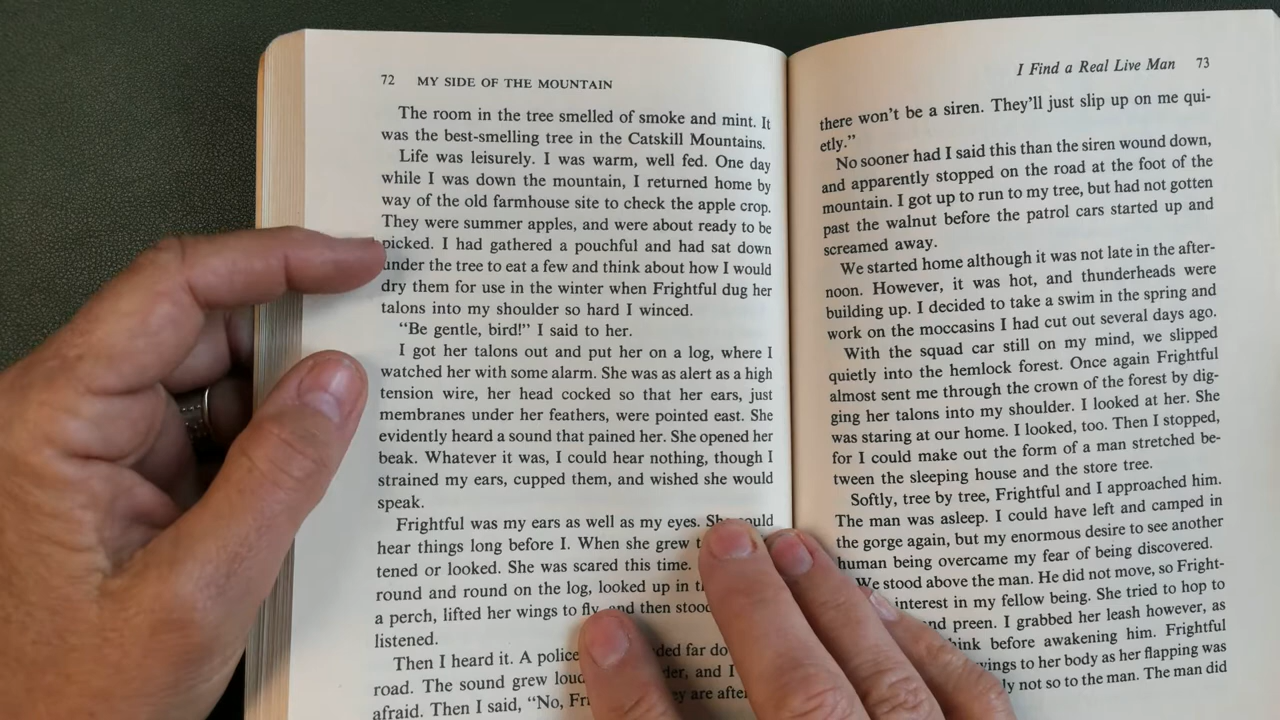 72 MY SIDE OF THE MOUNTAIN
The room in the tree smelled of smoke and mint. It
was the best-smelling tree in the Catskill Mountains.
Life was leisurely. I was warm, well fed. One day
while I was down the mountain, I returned home by
way of the old farmhouse site to check the apple crop.
They were summer apples, and were about ready to be
picked. I had gathered a pouchful and had sat down
under the tree to eat a few and think about how I would
dry them for use in the winter when Frightful dug her
talons into my shoulder so hard I winced.
"Be gentle, bird!" I said to her.
I got her talons out and put her on a log, where I
watched her with some alarm. She was as alert as a high
tension wire, her head cocked so that her ears, just
membranes under her feathers, were pointed east. She
evidently heard a sound that pained her. She opened her
beak. Whatever it was, I could hear nothing, though I
strained my ears, cupped them, and wished she would
speak.
Frightful was my ears as well as my eyes. She could
hear things long before I. When she grew
tened or looked. She was scared this time.
round and round on the log, looked up in
a perch, lifted her wings to fly, and then stood
listened.
Then I heard it. A police far
road. The sound grew and I
afraid. Then I said, "No, are
I Find a Real Live Man 73
there won't be a siren. They'll just slip up on me qui-
etly."
No sooner had I said this than the siren wound down,
and apparently stopped on the road at the foot of the
mountain. I got up to run to my tree, but had not gotten
past the walnut before the patrol cars started up and
screamed away.
We started home although it was not late in the after-
noon. However, it was hot, and thunderheads were
building up. I decided to take a swim in the spring and
work on the moccasins I had cut out several days ago.
With the squad car still on my mind, we slipped
quietly into the hemlock forest. Once again Frightful
almost sent me through the crown of the forest by dig-
ging her talons into my shoulder. I looked at her. She
was staring at our home. I looked, too. Then I stopped,
for I could make out the form of a man stretched be-
tween the sleeping house and the store tree.
Softly, tree by tree, Frightful and I approached him.
The man was asleep. I could have left and camped in
the gorge again, but my enormous desire to see another
human being overcame my fear of being discovered.
We stood above the man. He did not move, so Fright-
interest in my fellow being. She tried to hop to
and preen. I grabbed her leash however, as
before awakening him. Frightful
wings to her body as her flapping was
not so to the man. The man did